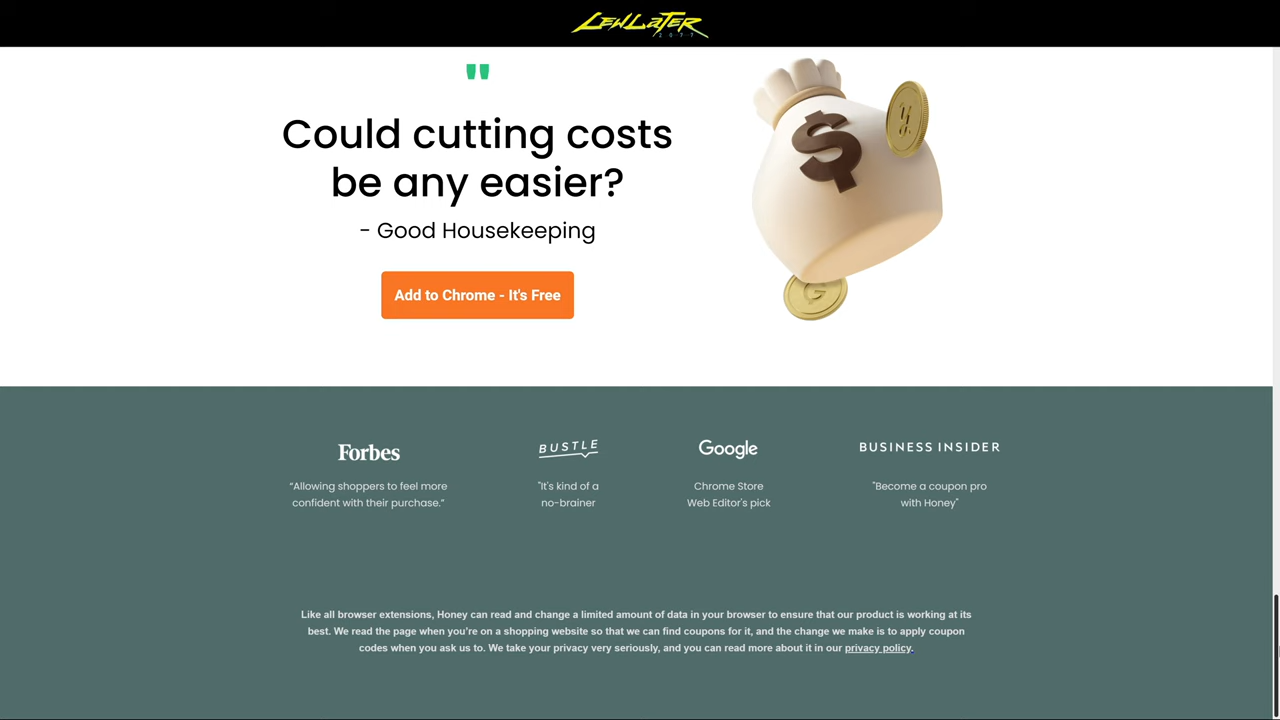 LEWLATER
2077
"
Could cutting costs
be any easier?
- Good Housekeeping
$
Add to Chrome - It's Free
G
Forbes
“Allowing shoppers to feel more
confident with their purchase.”
BUSTLE
"It's kind of a
no-brainer
Google
Chrome Store
Web Editor's pick
BUSINESS INSIDER
"Become a coupon pro
with Honey"
Like all browser extensions, Honey can read and change a limited amount of data in your browser to ensure that our product is working at its
best. We read the page when you’re on a shopping website so that we can find coupons for it, and the change we make is to apply coupon
codes when you ask us to. We take your privacy very seriously, and you can read more about it in our privacy policy.